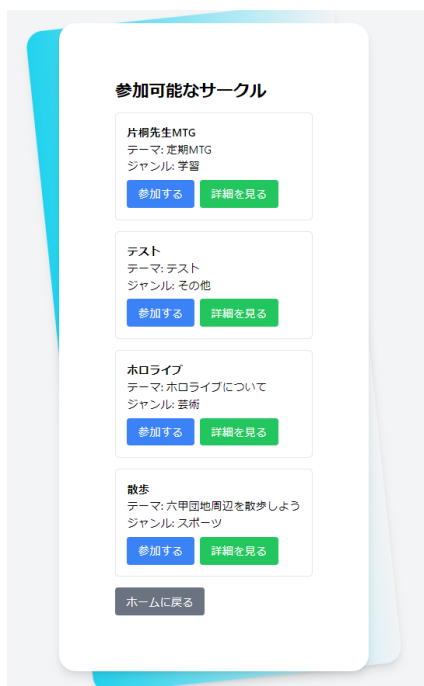 参加可能なサークル
片桐先生MTG
テーマ: 定期MTG
ジャンル: 学習
参加する 詳細を見る
テスト
テーマ: テスト
ジャンル: その他
参加する 詳細を見る
ホロライブ
テーマ: ホロライブについて
ジャンル: 芸術
参加する 詳細を見る
散歩
テーマ: 六甲団地周辺を散歩しよう
ジャンル: スポーツ
参加する 詳細を見る
ホームに戻る